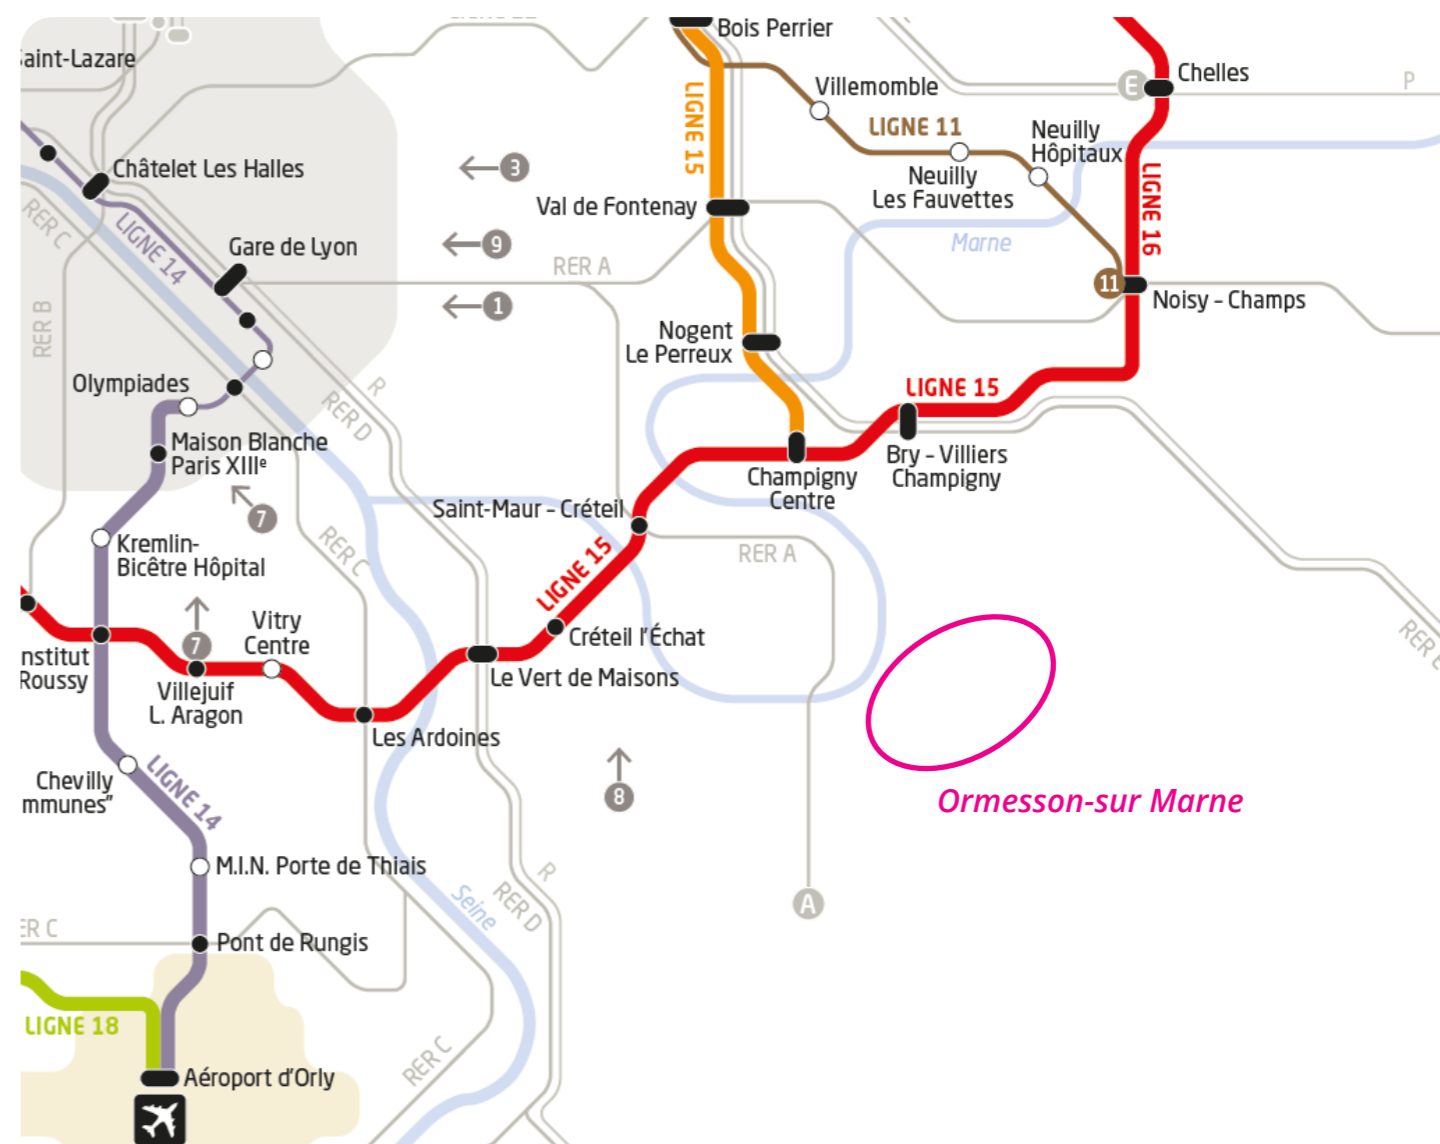 Bois Perrier
aint-Lazare
Chelles
E
P
Villemomble
LIGNE 15
LIGNE 11
Neuilly
Hôpitaux
Châtelet Les Halles
3
Neuilly
Les Fauvettes
LIGNE 16
Val de Fontenay
RER C
LIGNE 14
Gare de Lyon
9
Marne
RER A
11
Noisy – Champs
1
RER B
Nogent
Le Perreux
Olympiades
R
RER D
LIGNE 15
Maison Blanche
Paris XIIIe
Bry – Villiers
Champigny
Champigny
Centre
7
Saint-Maur – Créteil
Kremlin-
Bicêtre Hôpital
RER C
RER A
LIGNE 15
Vitry
Centre
7
Créteil l'Échat
nstitut
Roussy
Villejuif
L. Aragon
Le Vert de Maisons
RER E
Les Ardoines
Chevilly
mmunes"
LIGNE 14
8
Ormesson-sur Marne
M.I.N. Porte de Thiais
R
RER D
Seine
A
ER C
Pont de Rungis
LIGNE 18
RER C
Aéroport d'Orly